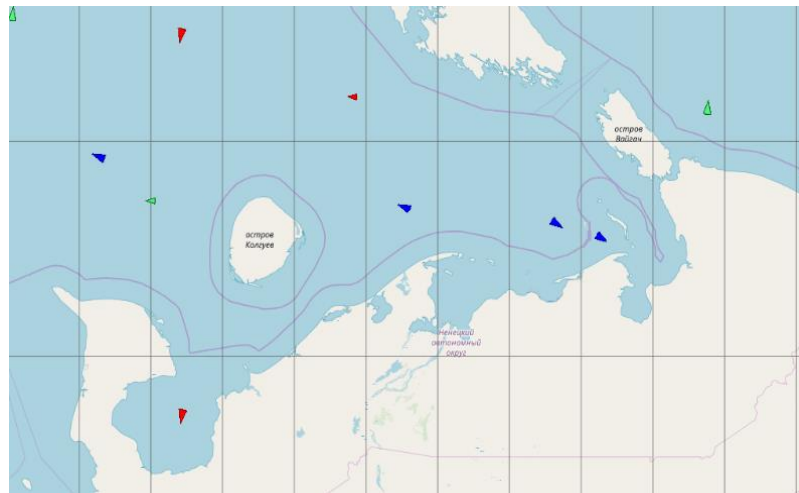 остров
Вайгач
остров
Колгуев
Ненецкий
автономный
округ